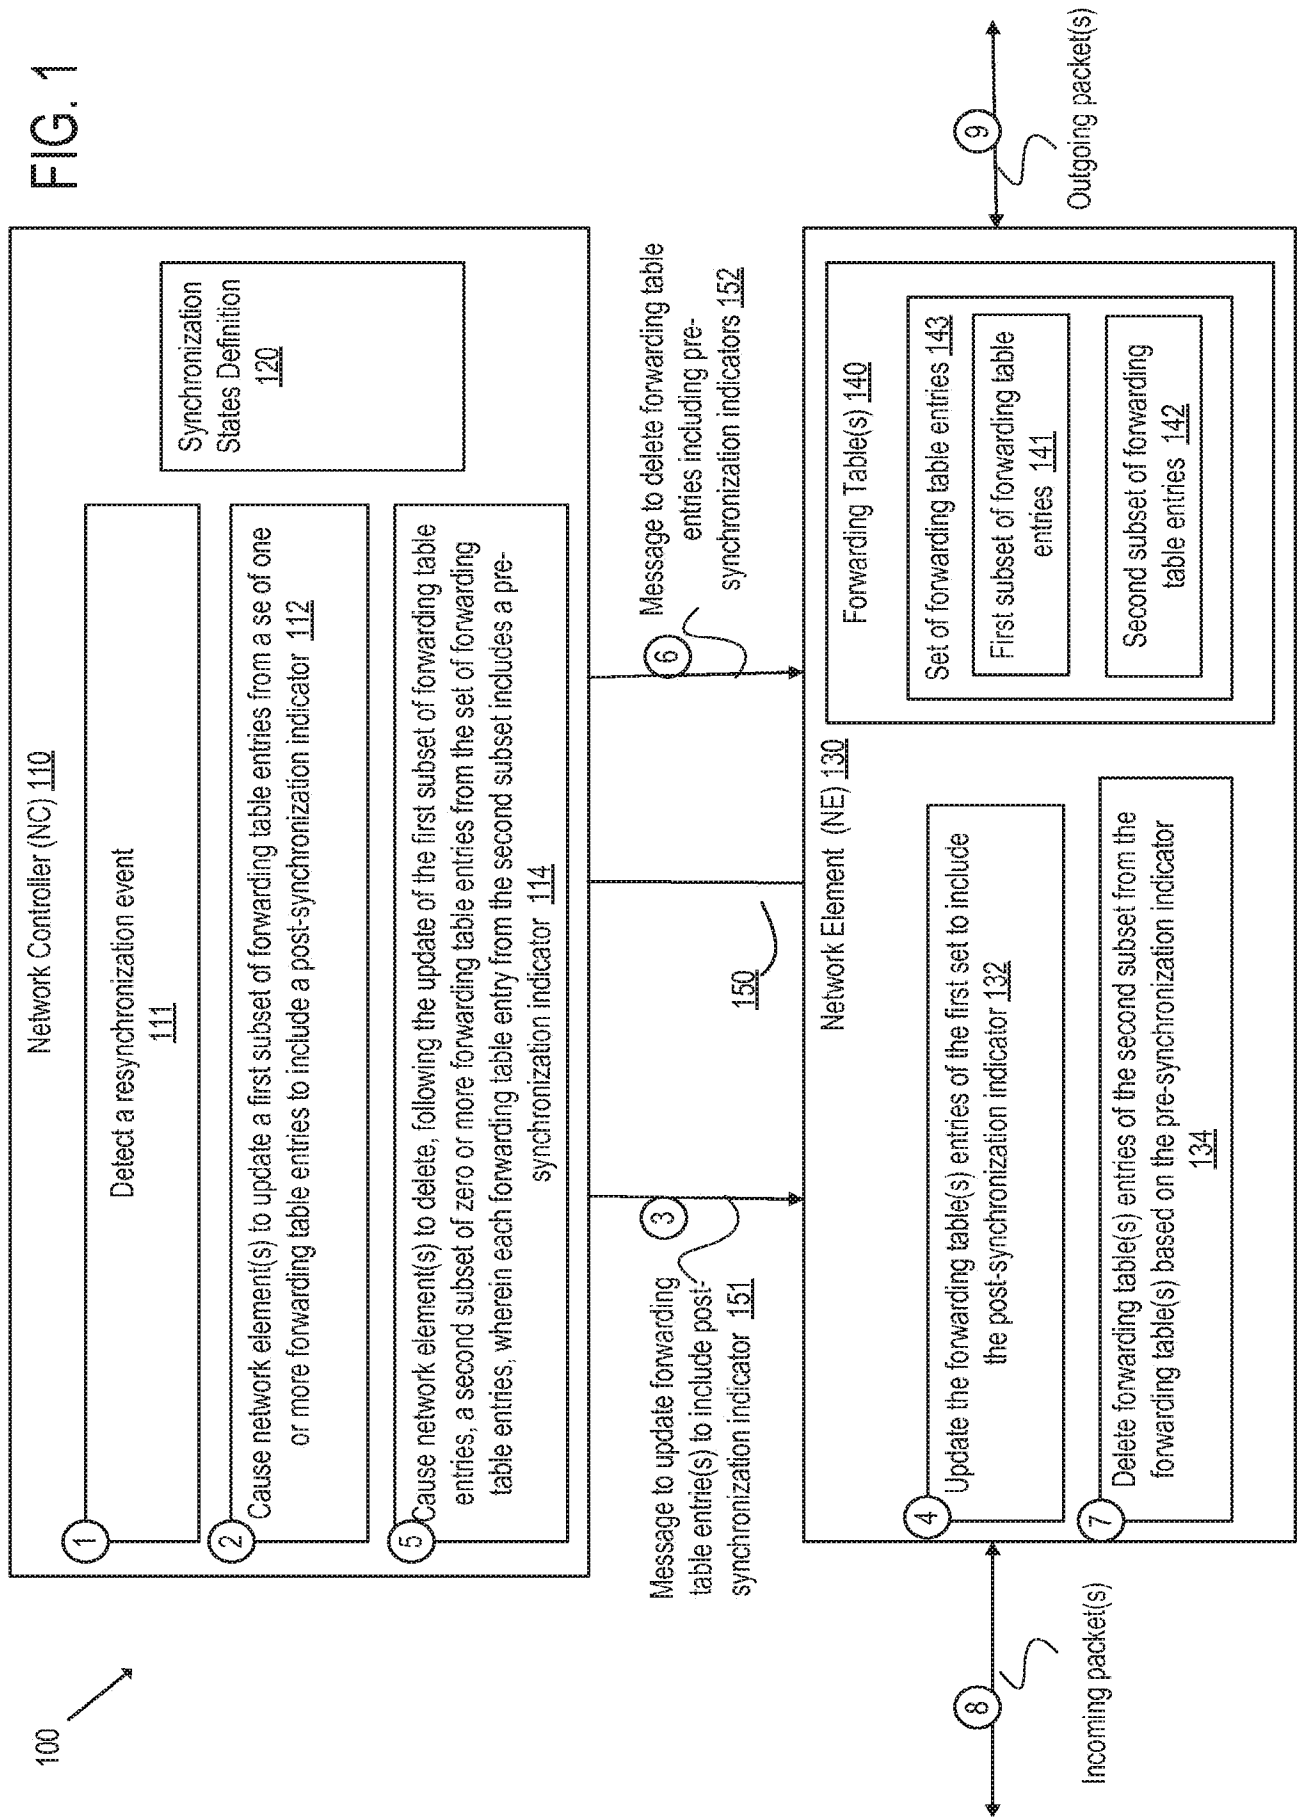 FIG. 1
100
Network Controller (NC) 110
1
Detect a resynchronization event
111
Synchronization
States Definition
120
2
Cause network element(s) to update a first subset of forwarding table entries from a se of one
or more forwarding table entries to include a post-synchronization indicator 112
5
Cause network element(s) to delete, following the update of the first subset of forwarding table
entries, a second subset of zero or more forwarding table entries from the set of forwarding
table entries, wherein each forwarding table entry from the second subset includes a pre-
synchronization indicator 114
3
Message to update forwarding
table entrie(s) to include post-
synchronization indicator 151
150
6
Message to delete forwarding table
entries including pre-
synchronization indicators 152
Network Element (NE) 130
4
Update the forwarding table(s) entries of the first set to include
the post-synchronization indicator 132
7
Delete forwarding table(s) entries of the second subset from the
forwarding table(s) based on the pre-synchronization indicator
134
Forwarding Table(s) 140
Set of forwarding table entries 143
First subset of forwarding table
entries 141
Second subset of forwarding
table entries 142
8
Incoming packet(s)
9
Outgoing packet(s)